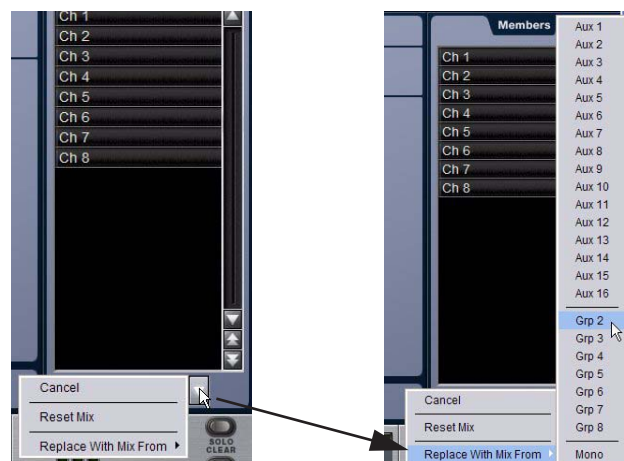 Ch 1
Ch 2
Ch 3
Ch 4
Ch 5
Ch 6
Ch 7
Ch 8
Cancel
Reset Mix
Replace With Mix From
SOLO
CLEAR
Members
Ch 1
Ch 2
Ch 3
Ch 4
Ch 5
Ch 6
Ch 7
Ch 8
Cancel
Reset Mix
Replace With Mix From
Aux 1
Aux 2
Aux 3
Aux 4
Aux 5
Aux 6
Aux 7
Aux 8
Aux 9
Aux 10
Aux 11
Aux 12
Aux 13
Aux 14
Aux 15
Aux 16
Grp 2
Grp 3
Grp 4
Grp 5
Grp 6
Grp 7
Grp 8
Mono